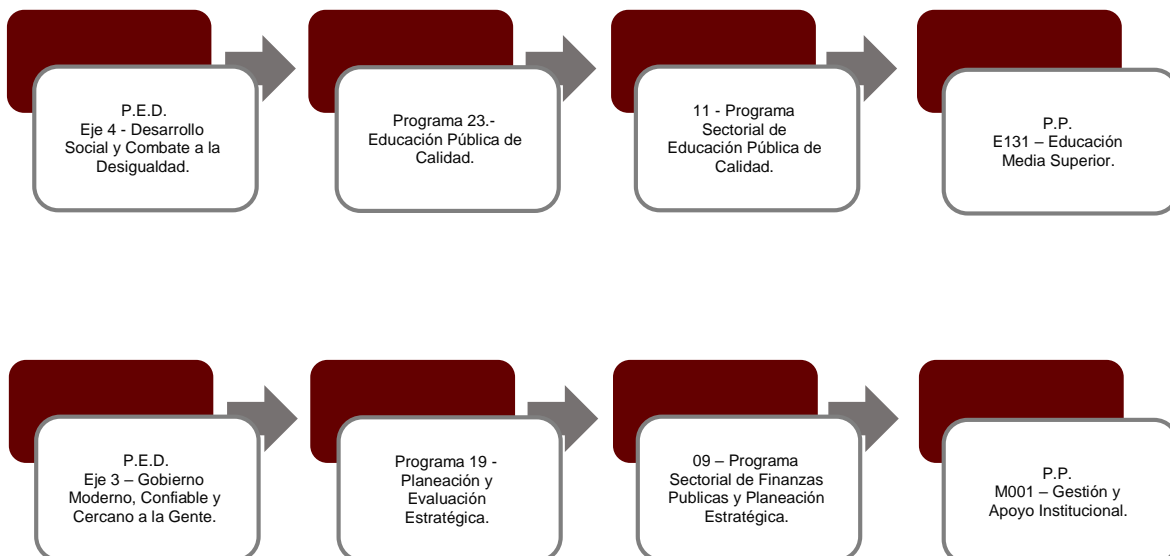 P.E.D.
Eje 4 - Desarrollo
Social y Combate a la
Desigualdad.
Programa 23.-
Educación Pública de
Calidad.
11 - Programa
Sectorial de
Educación Pública de
Calidad.
P.P.
E131 – Educación
Media Superior.
P.E.D.
Eje 3 – Gobierno
Moderno, Confiable y
Cercano a la Gente.
Programa 19 -
Planeación y
Evaluación
Estratégica.
09 – Programa
Sectorial de Finanzas
Publicas y Planeación
Estratégica.
P.P.
M001 – Gestión y
Apoyo Institucional.